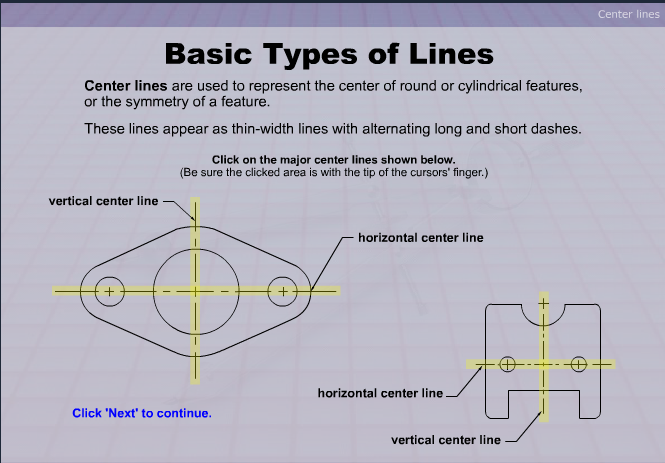 Center lines
Basic Types of Lines
Center lines are used to represent the center of round or cylindrical features,
or the symmetry of a feature.
These lines appear as thin-width lines with alternating long and short dashes.
Click on the major center lines shown below.
(Be sure the clicked area is with the tip of the cursors' finger.)
vertical center line
horizontal center line
horizontal center line
Click 'Next' to continue.
vertical center line